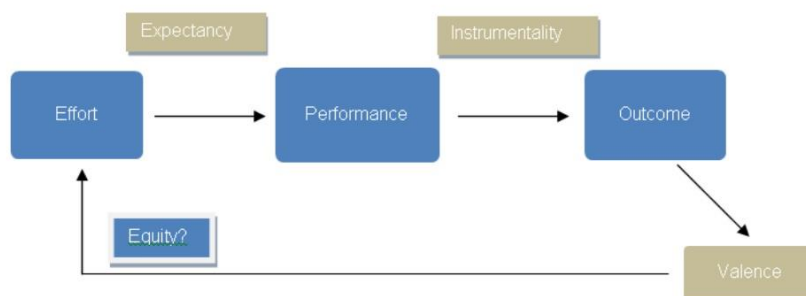 Expectancy
Instrumentality
Effort
Performance
Outcome
Equity?
Valence